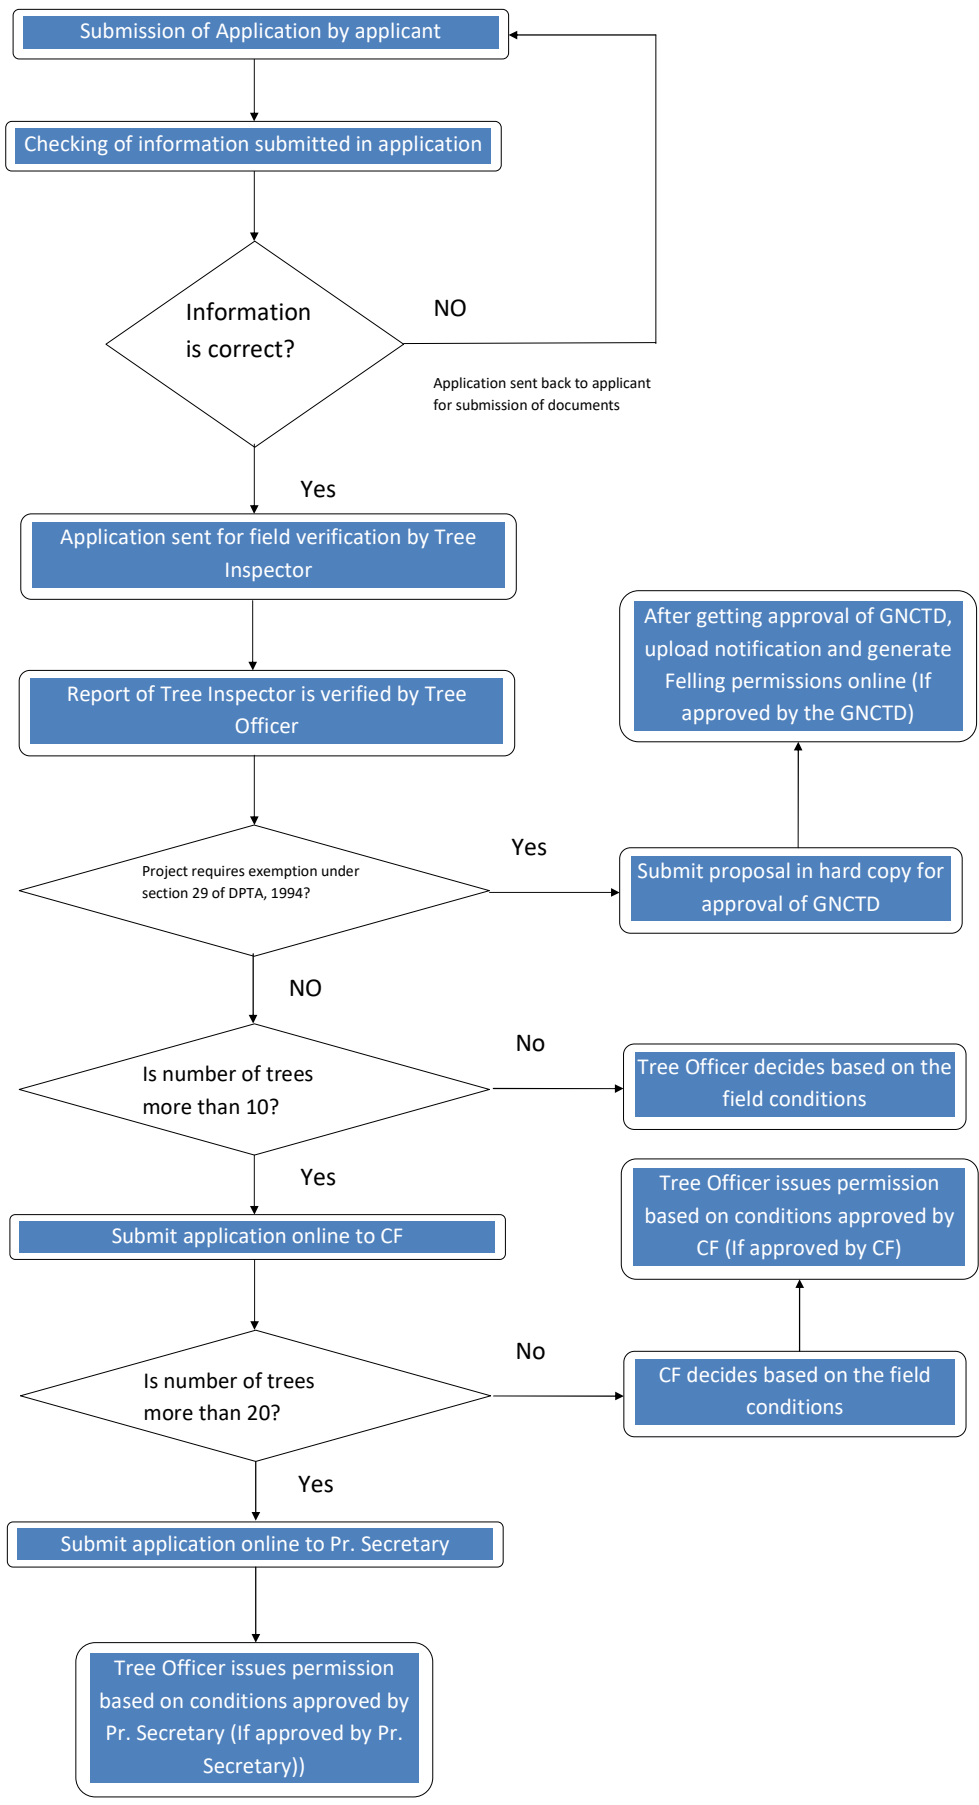 Submission of Application by applicant
Checking of information submitted in application
Information
is correct?
NO
Application sent back to applicant
for submission of documents
Yes
Application sent for field verification by Tree
Inspector
Report of Tree Inspector is verified by Tree
Officer
After getting approval of GNCTD,
upload notification and generate
Felling permissions online (If
approved by the GNCTD)
Project requires exemption under
section 29 of DPTA, 1994?
Yes
Submit proposal in hard copy for
approval of GNCTD
NO
Is number of trees
more than 10?
No
Tree Officer decides based on the
field conditions
Yes
Submit application online to CF
Tree Officer issues permission
based on conditions approved by
CF (If approved by CF)
Is number of trees
more than 20?
No
CF decides based on the field
conditions
Yes
Submit application online to Pr. Secretary
Tree Officer issues permission
based on conditions approved by
Pr. Secretary (If approved by Pr.
Secretary))